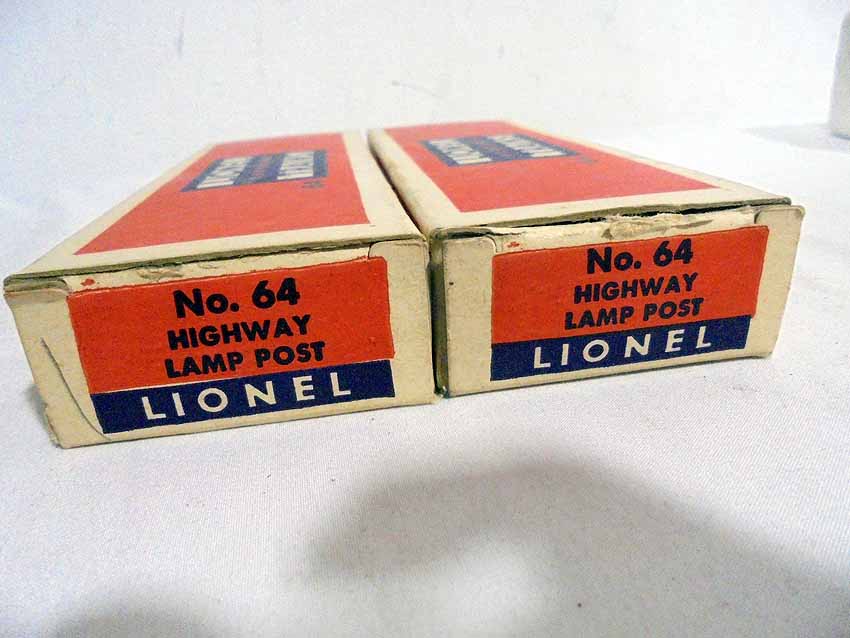 No. 64
HIGHWAY
LAMP POST
LIONEL
No. 64
HIGHWAY
LAMP POST
LIONEL